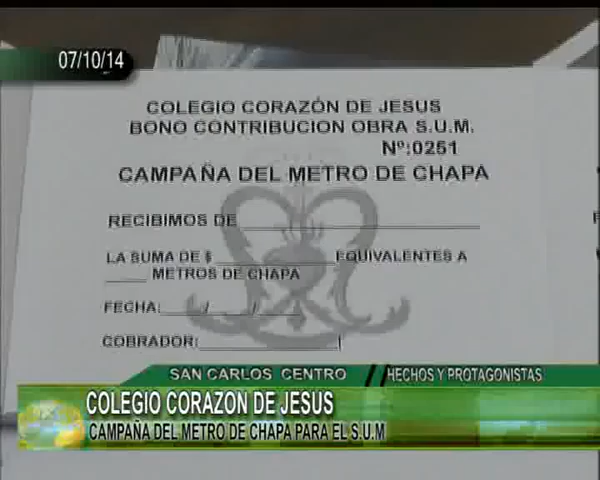 07/10/14
COLEGIO CORAZÓN DE JESUS
BONO CONTRIBUCION OBRA S.U.M.
Nº:0251
CAMPAÑA DEL METRO DE CHAPA
RECIBIMOS DE
LA SUMA DE $ EQUIVALENTES A
METROS DE CHAPA
FECHA: / /
COBRADOR:
SAN CARLOS CENTRO // HECHOS Y PROTAGONISTAS
COLEGIO CORAZON DE JESUS
CAMPAÑA DEL METRO DE CHAPA PARA EL S.U.M